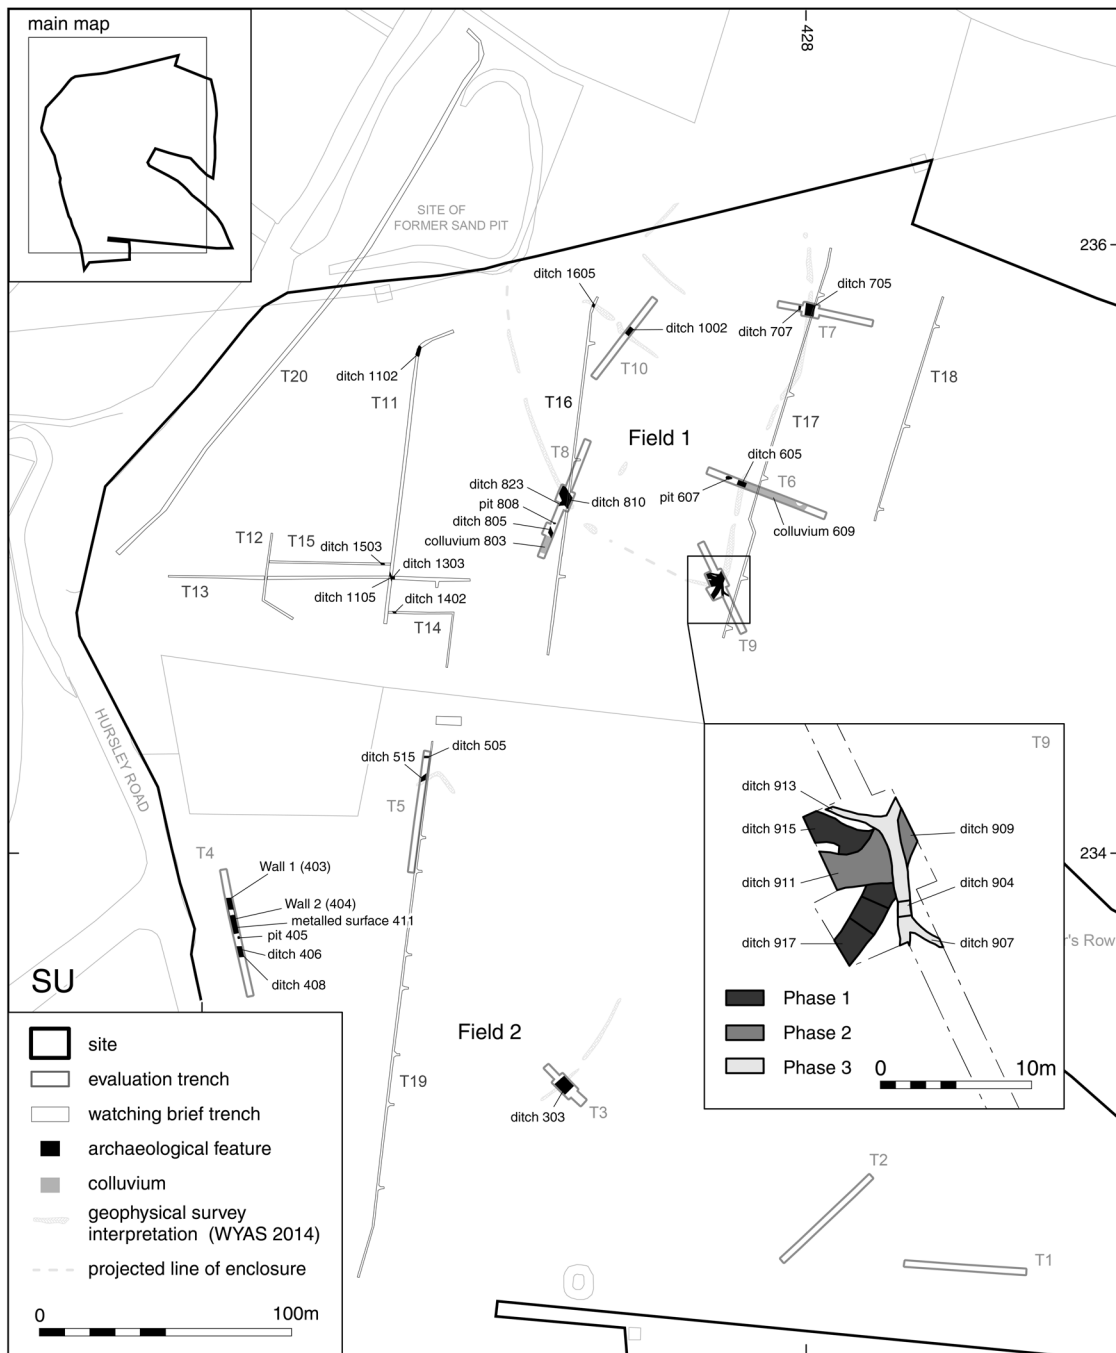 main map
428
236
SITE OF
FORMER SAND PIT
ditch 1605
ditch 705
ditch 1002
ditch 707
T7
T10
T20
ditch 1102
T11
T16
T18
T17
Field 1
T8
ditch 605
T6
ditch 823
pit 607
ditch 810
pit 808
ditch 805
colluvium 609
colluvium 803
T12
T15
ditch 1503
ditch 1303
T13
ditch 1105
ditch 1402
T14
T9
HURSLEY ROAD
ditch 505
ditch 515
T5
T9
ditch 913
ditch 915
ditch 909
ditch 911
ditch 904
ditch 917
ditch 907
Phase 1
Phase 2
Phase 3
0 10m
234
r's Row
T4
Wall 1 (403)
Wall 2 (404)
metalled surface 411
pit 405
ditch 406
ditch 408
SU
Field 2
T19
ditch 303
T3
T2
T1
site
evaluation trench
watching brief trench
archaeological feature
colluvium
geophysical survey
interpretation (WYAS 2014)
projected line of enclosure
0 100m